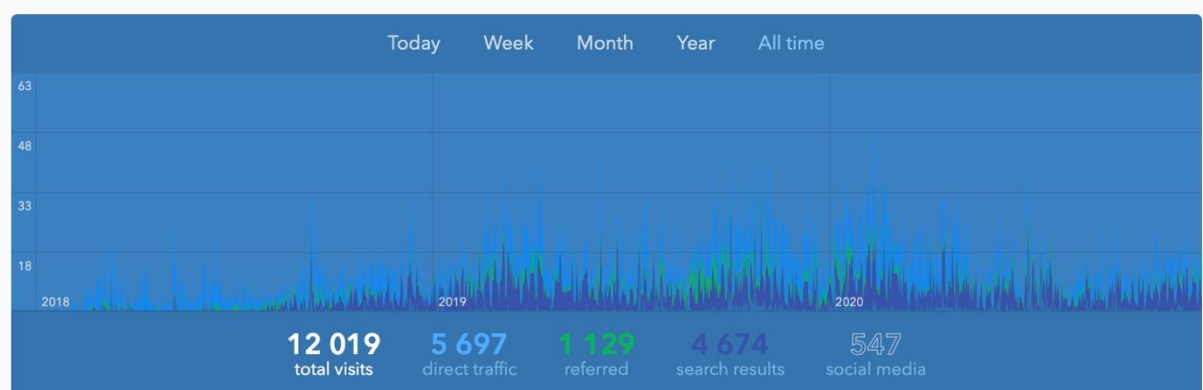 Today Week Month Year All time
63
48
33
18
2018 2019 2020
12 019 5 697 1 129 4 674 547
total visits direct traffic referred search results social media